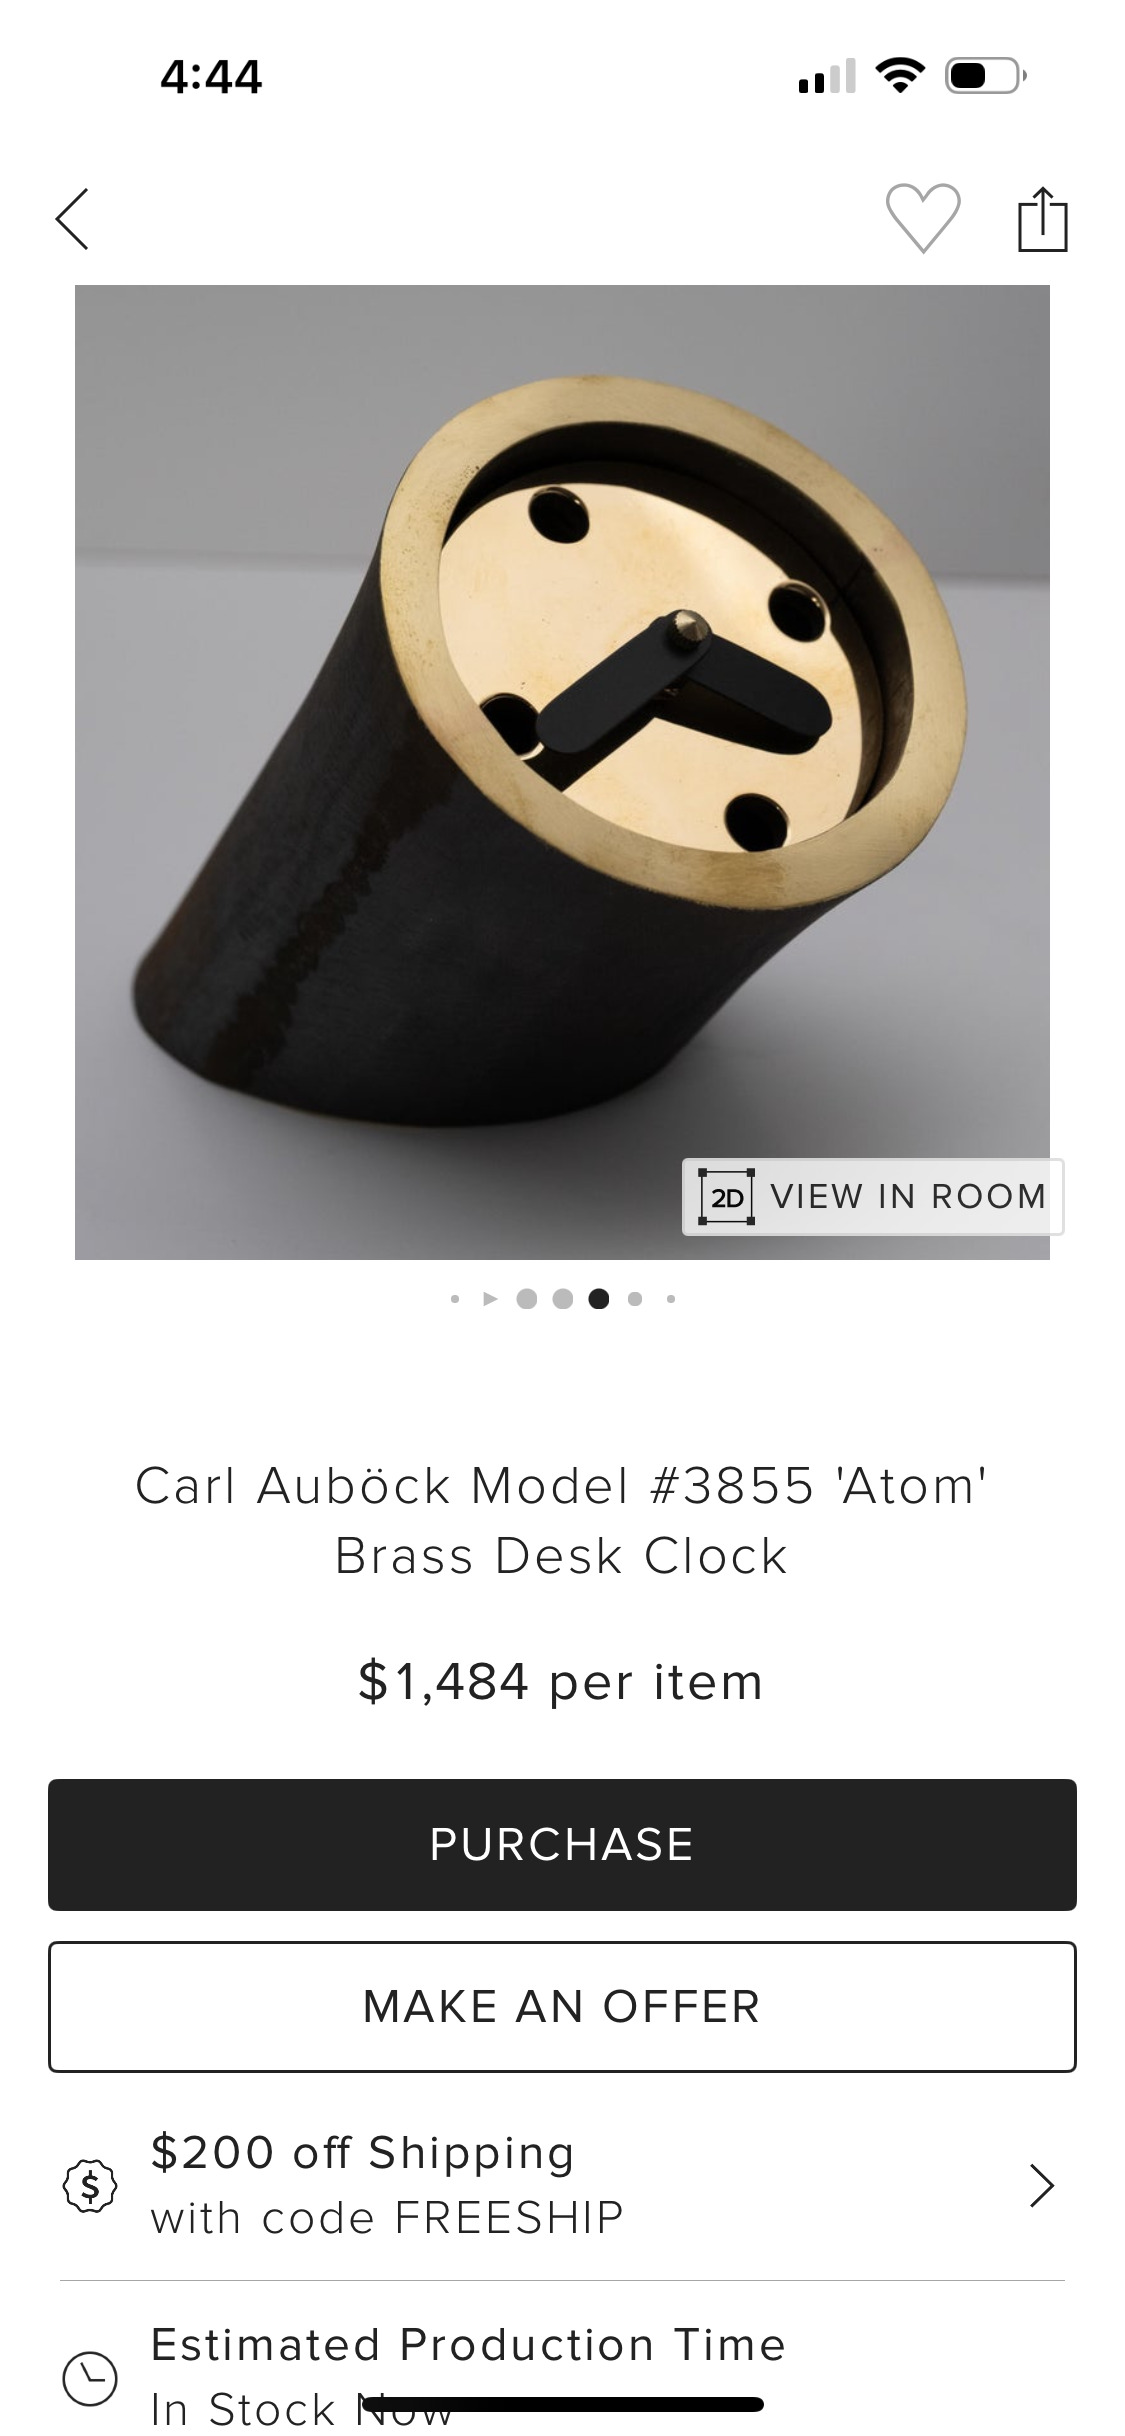 4:44
2D VIEW IN ROOM
Carl Auböck Model #3855 'Atom'
Brass Desk Clock
$1,484 per item
PURCHASE
MAKE AN OFFER
$200 off Shipping
with code FREESHIP
Estimated Production Time
In Stock Now